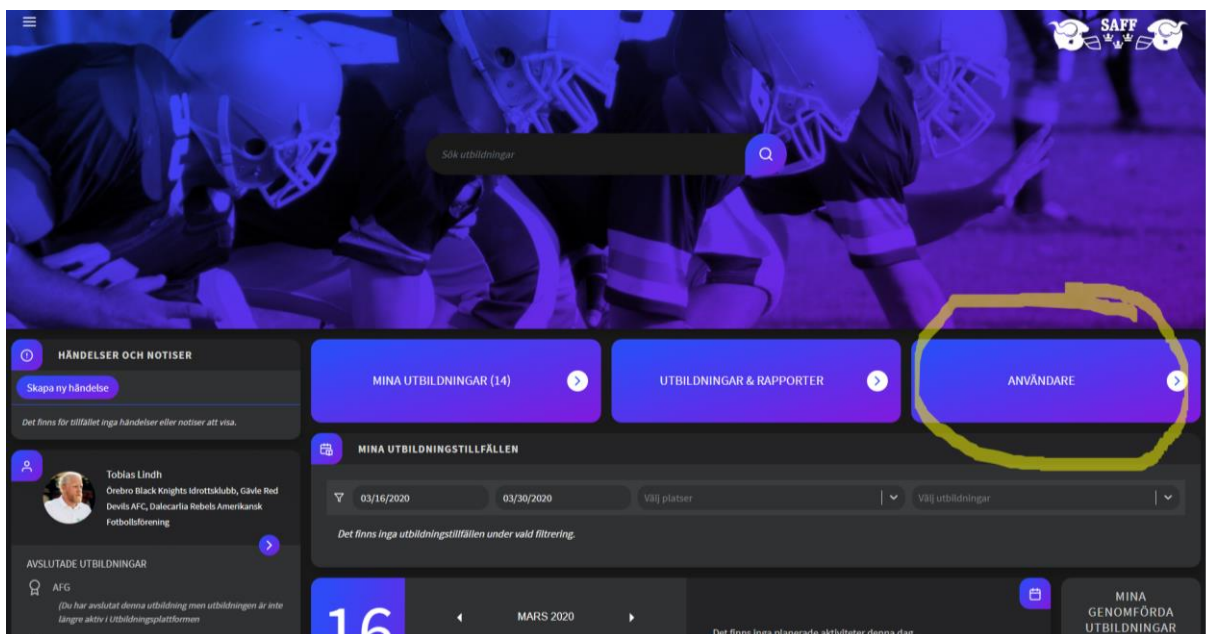 SAFF
Sök utbildningar
HÄNDELSER OCH NOTISER
Skapa ny händelse
Det finns för tillfället inga händelser eller notiser att visa.
MINA UTBILDNINGAR (14)
UTBILDNINGAR & RAPPORTER
ANVÄNDARE
MINA UTBILDNINGSTILLFÄLLEN
03/16/2020
03/30/2020
Välj platser
Välj utbildningar
Det finns inga utbildningstillfällen under vald filtrering.
Tobias Lindh
Örebro Black Knights Idrottsklubb, Gävle Red
Devils AFC, Dalecarlia Rebels Amerikansk
Fotbollsförening
AVSLUTADE UTBILDNINGAR
AFG
(Du har avslutat denna utbildning men utbildningen är inte
längre aktiv i Utbildningsplattformen
16
MARS 2020
Det finns inga planerade aktiviteter denna dag
MINA
GENOMFÖRDA
UTBILDNINGAR